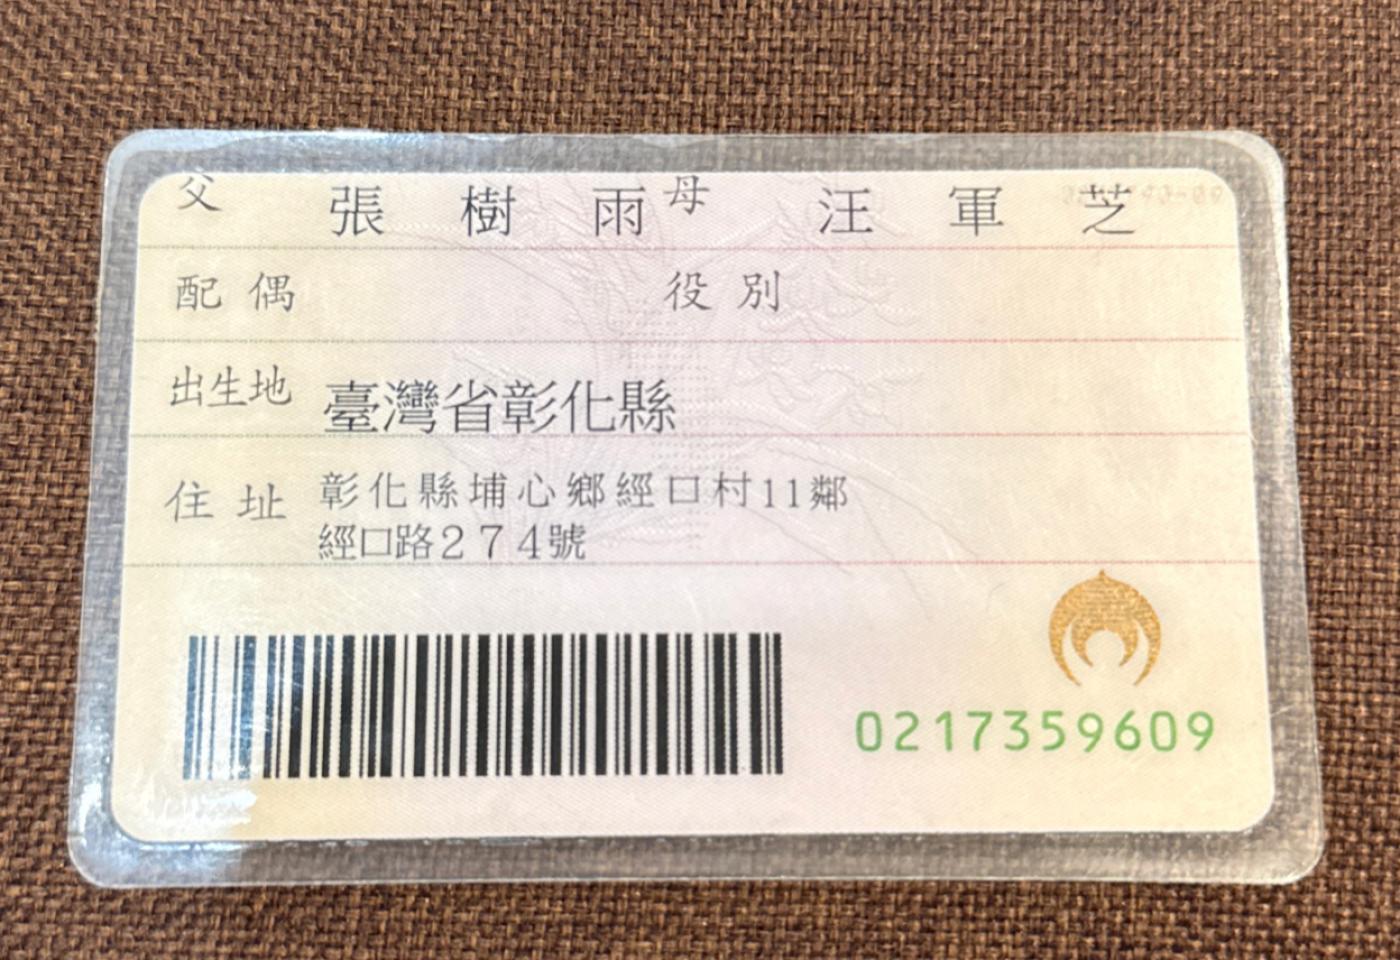 父 張樹雨 母 汪軍芝
配偶 役別
出生地 臺灣省彰化縣
住址 彰化縣埔心鄉經口村11鄰
經口路274號
0217359609